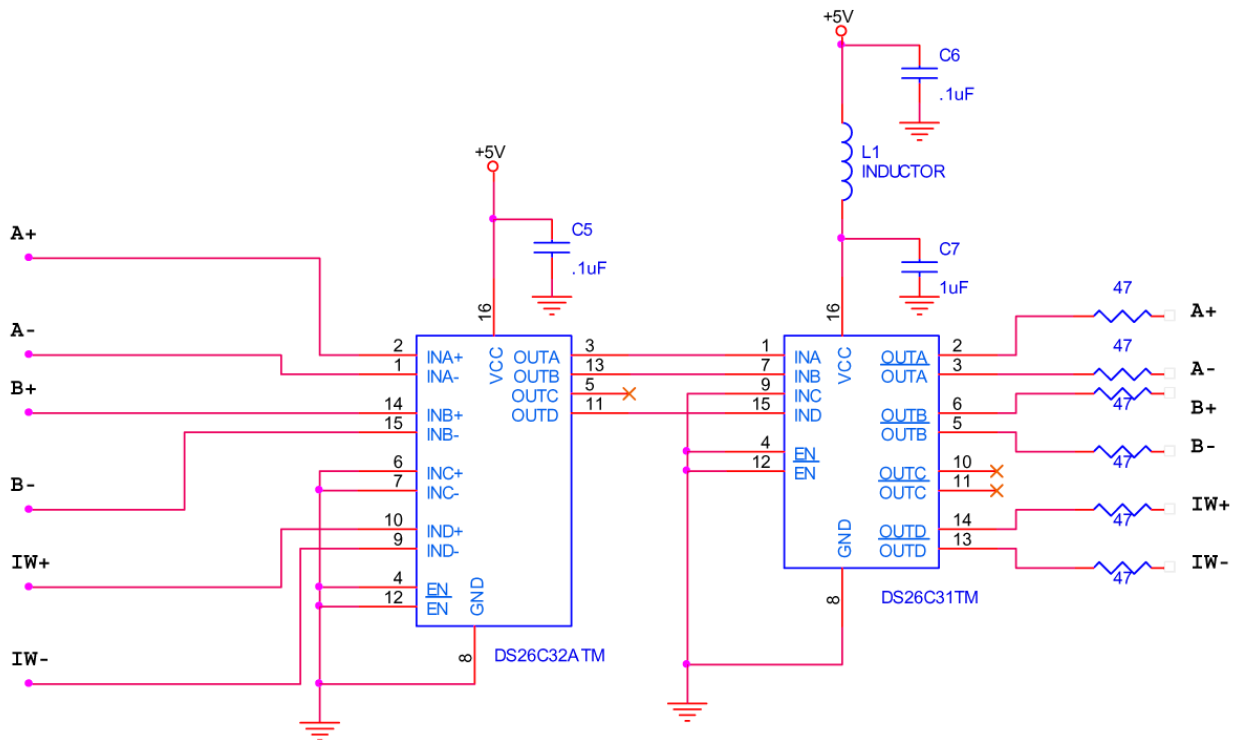 +5V
C6
.1uF
L1
INDUCTOR
+5V
C5
.1uF
C7
1uF
A+
A-
B+
B-
IW+
IW-
16
VCC
2 INA+
1 INA-
14 INB+
15 INB-
6 INC+
7 INC-
10 IND+
9 IND-
4 EN
12 EN
GND
8
OUTA 3
OUTB 13
OUTC 5
OUTD 11
DS26C32ATM
16
VCC
1 INA
7 INB
9 INC
15 IND
4 EN
12 EN
GND
8
OUTA 2
OUTA 3
OUTB 6
OUTB 5
OUTC 10
OUTC 11
OUTD 14
OUTD 13
DS26C31TM
47
A+
47
A-
47
B+
47
B-
47
IW+
47
IW-